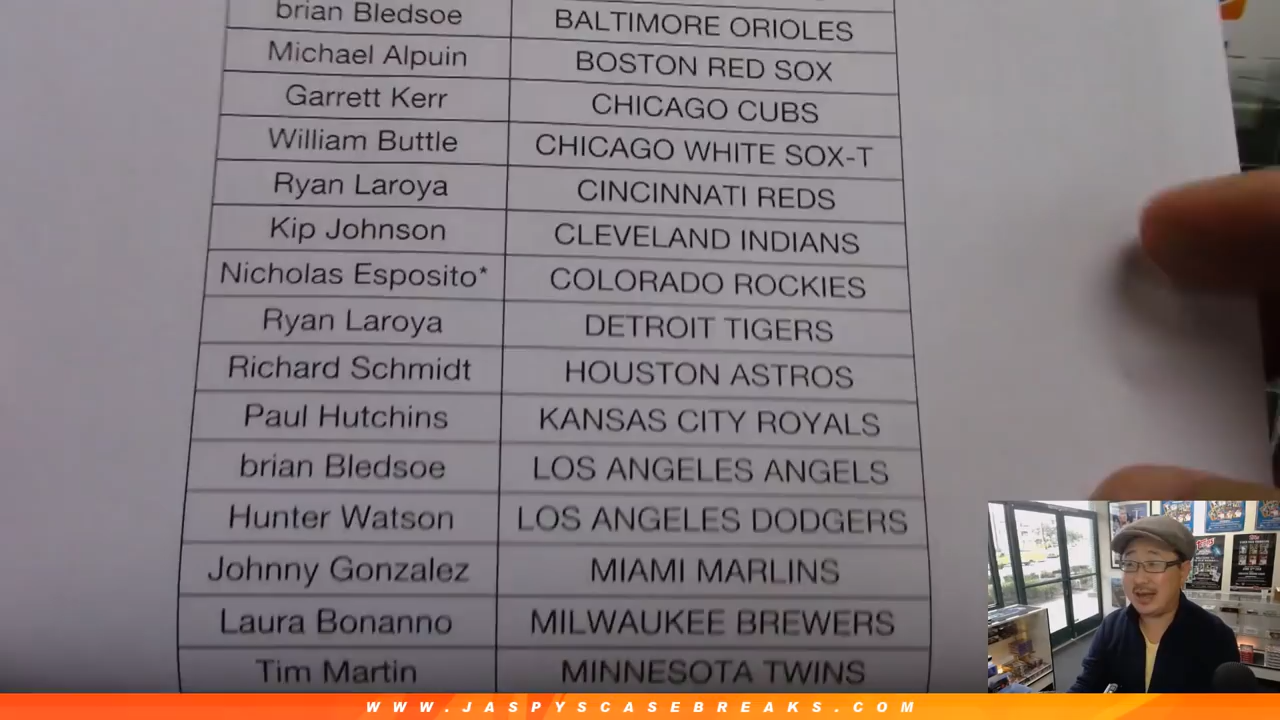 brian Bledsoe BALTIMORE ORIOLES
Michael Alpuin BOSTON RED SOX
Garrett Kerr CHICAGO CUBS
William Buttle CHICAGO WHITE SOX-T
Ryan Laroya CINCINNATI REDS
Kip Johnson CLEVELAND INDIANS
Nicholas Esposito* COLORADO ROCKIES
Ryan Laroya DETROIT TIGERS
Richard Schmidt HOUSTON ASTROS
Paul Hutchins KANSAS CITY ROYALS
brian Bledsoe LOS ANGELES ANGELS
Hunter Watson LOS ANGELES DODGERS
Johnny Gonzalez MIAMI MARLINS
Laura Bonanno MILWAUKEE BREWERS
Tim Martin MINNESOTA TWINS
WWW.JASPYSCASEBREAKS.COM